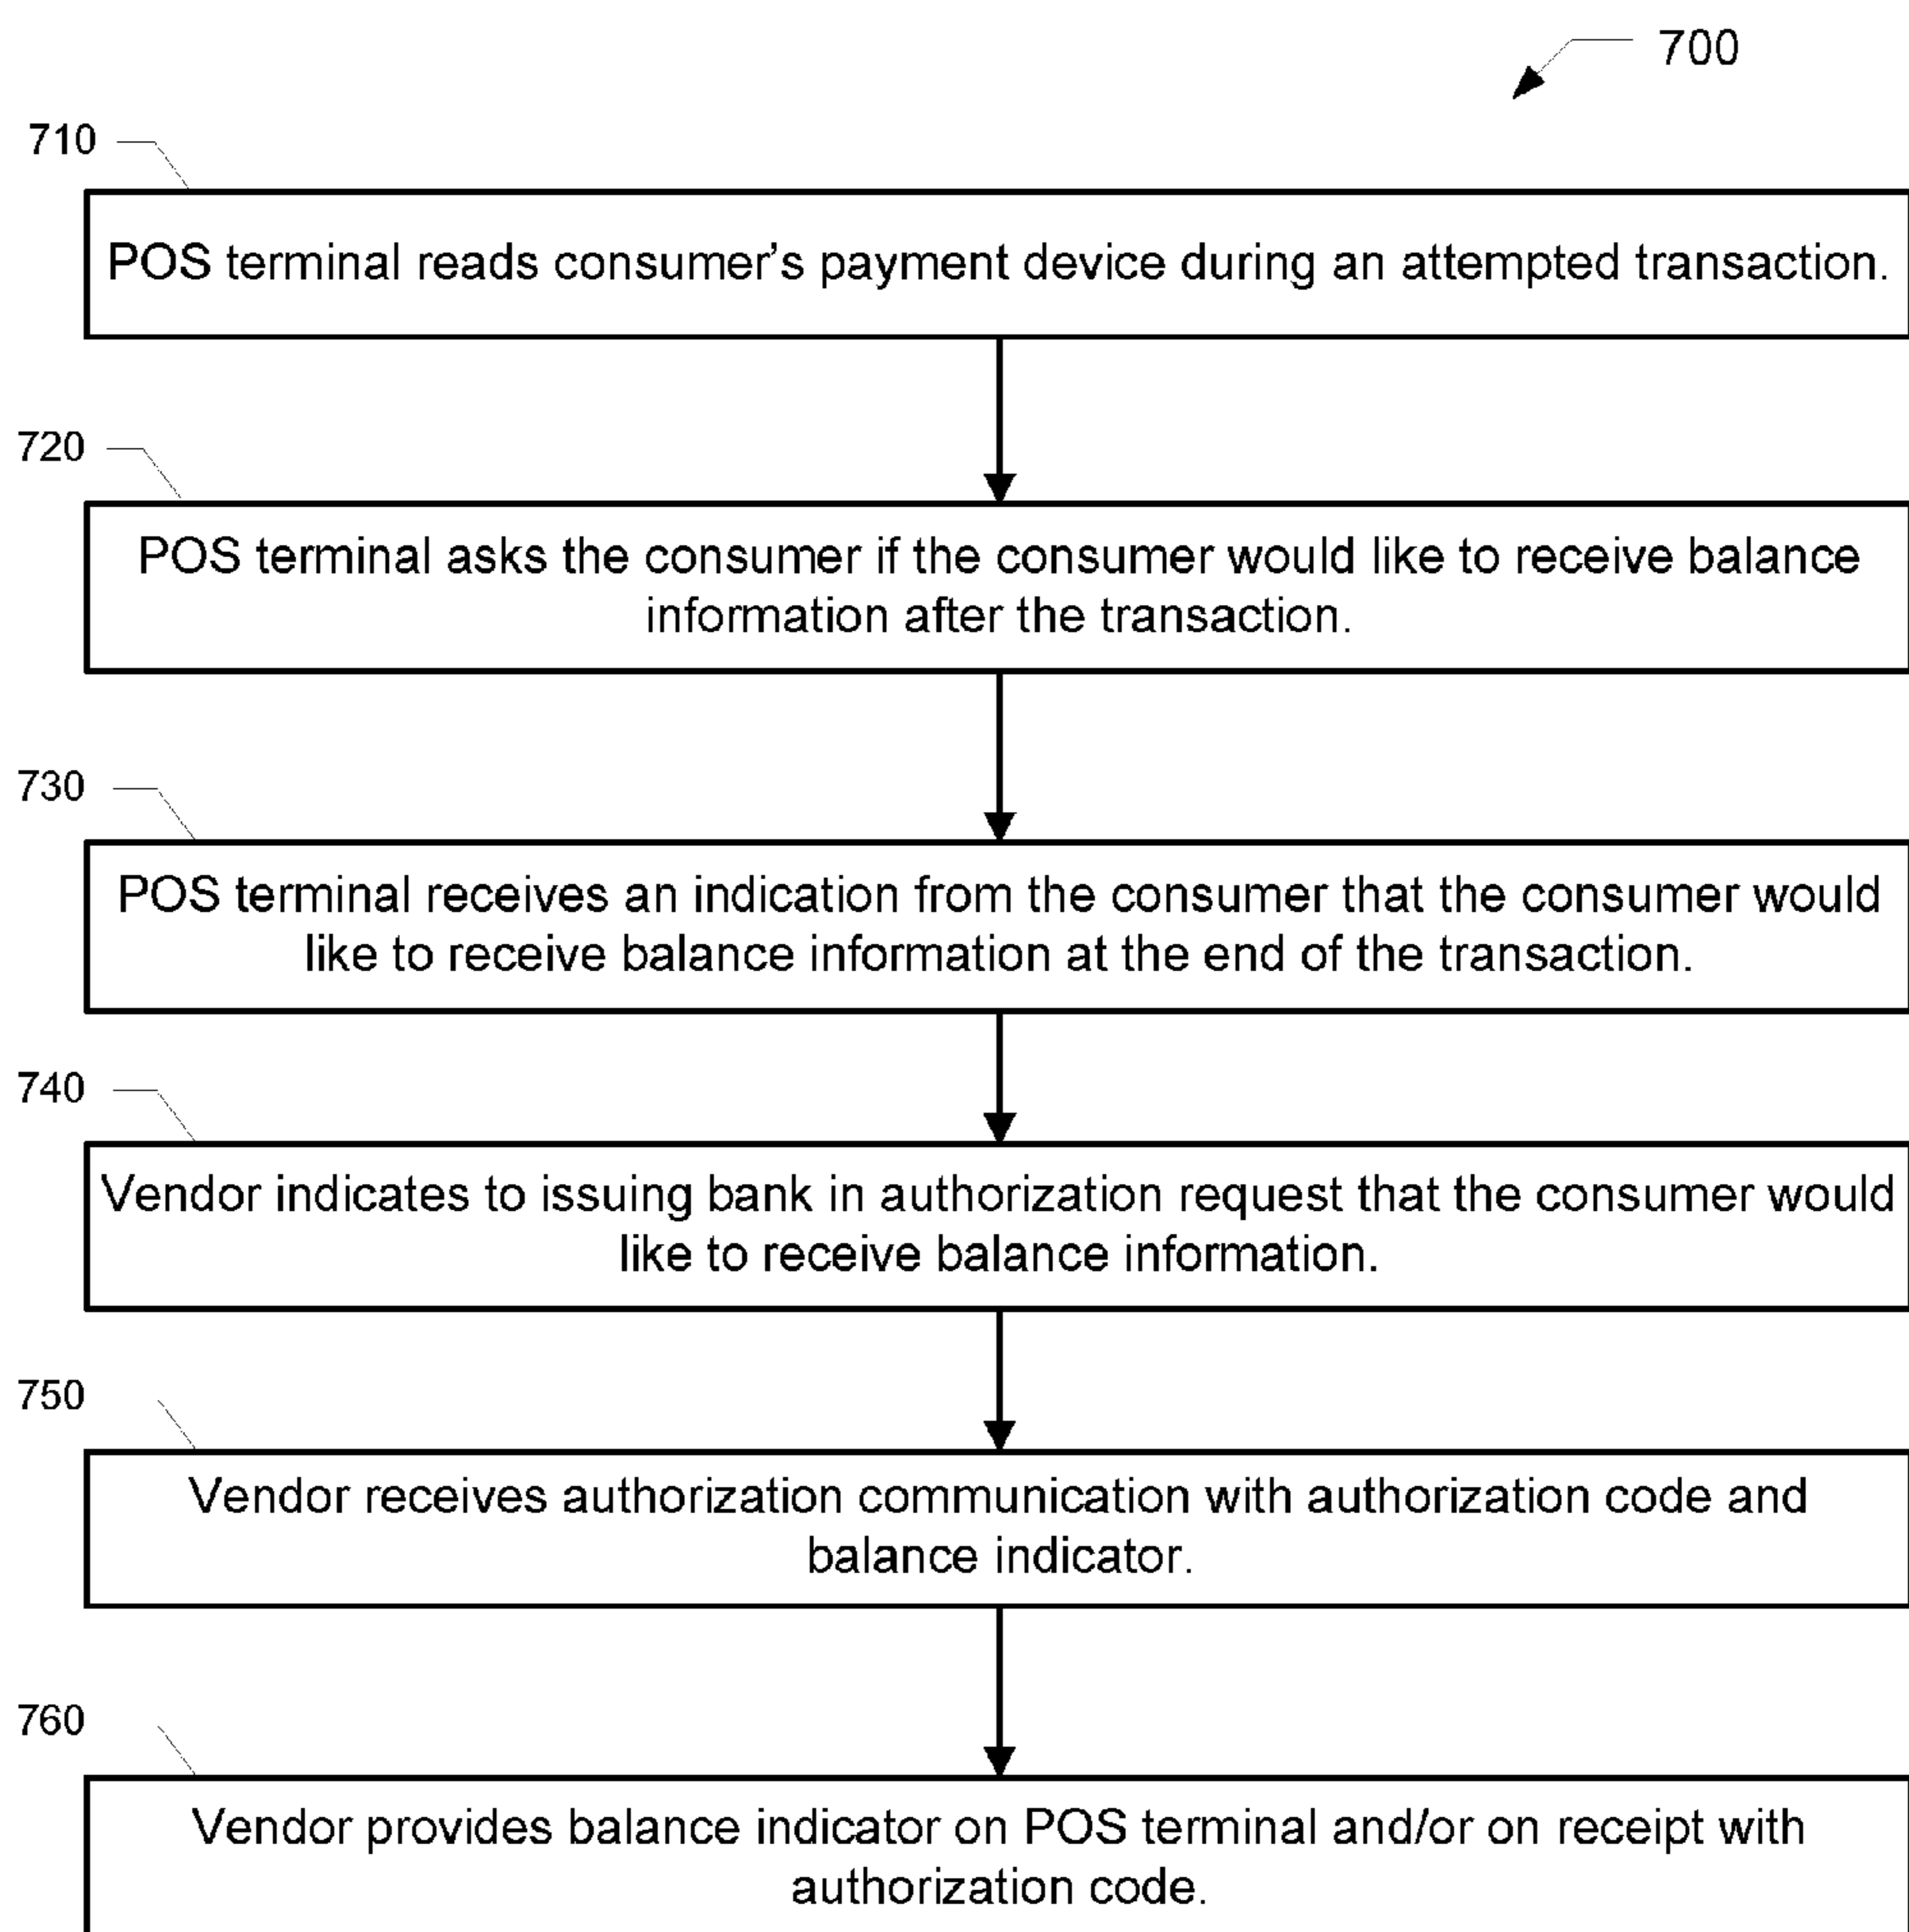 700
710
POS terminal reads consumer's payment device during an attempted transaction.
720
POS terminal asks the consumer if the consumer would like to receive balance
information after the transaction.
730
POS terminal receives an indication from the consumer that the consumer would
like to receive balance information at the end of the transaction.
740
Vendor indicates to issuing bank in authorization request that the consumer would
like to receive balance information.
750
Vendor receives authorization communication with authorization code and
balance indicator.
760
Vendor provides balance indicator on POS terminal and/or on receipt with
authorization code.